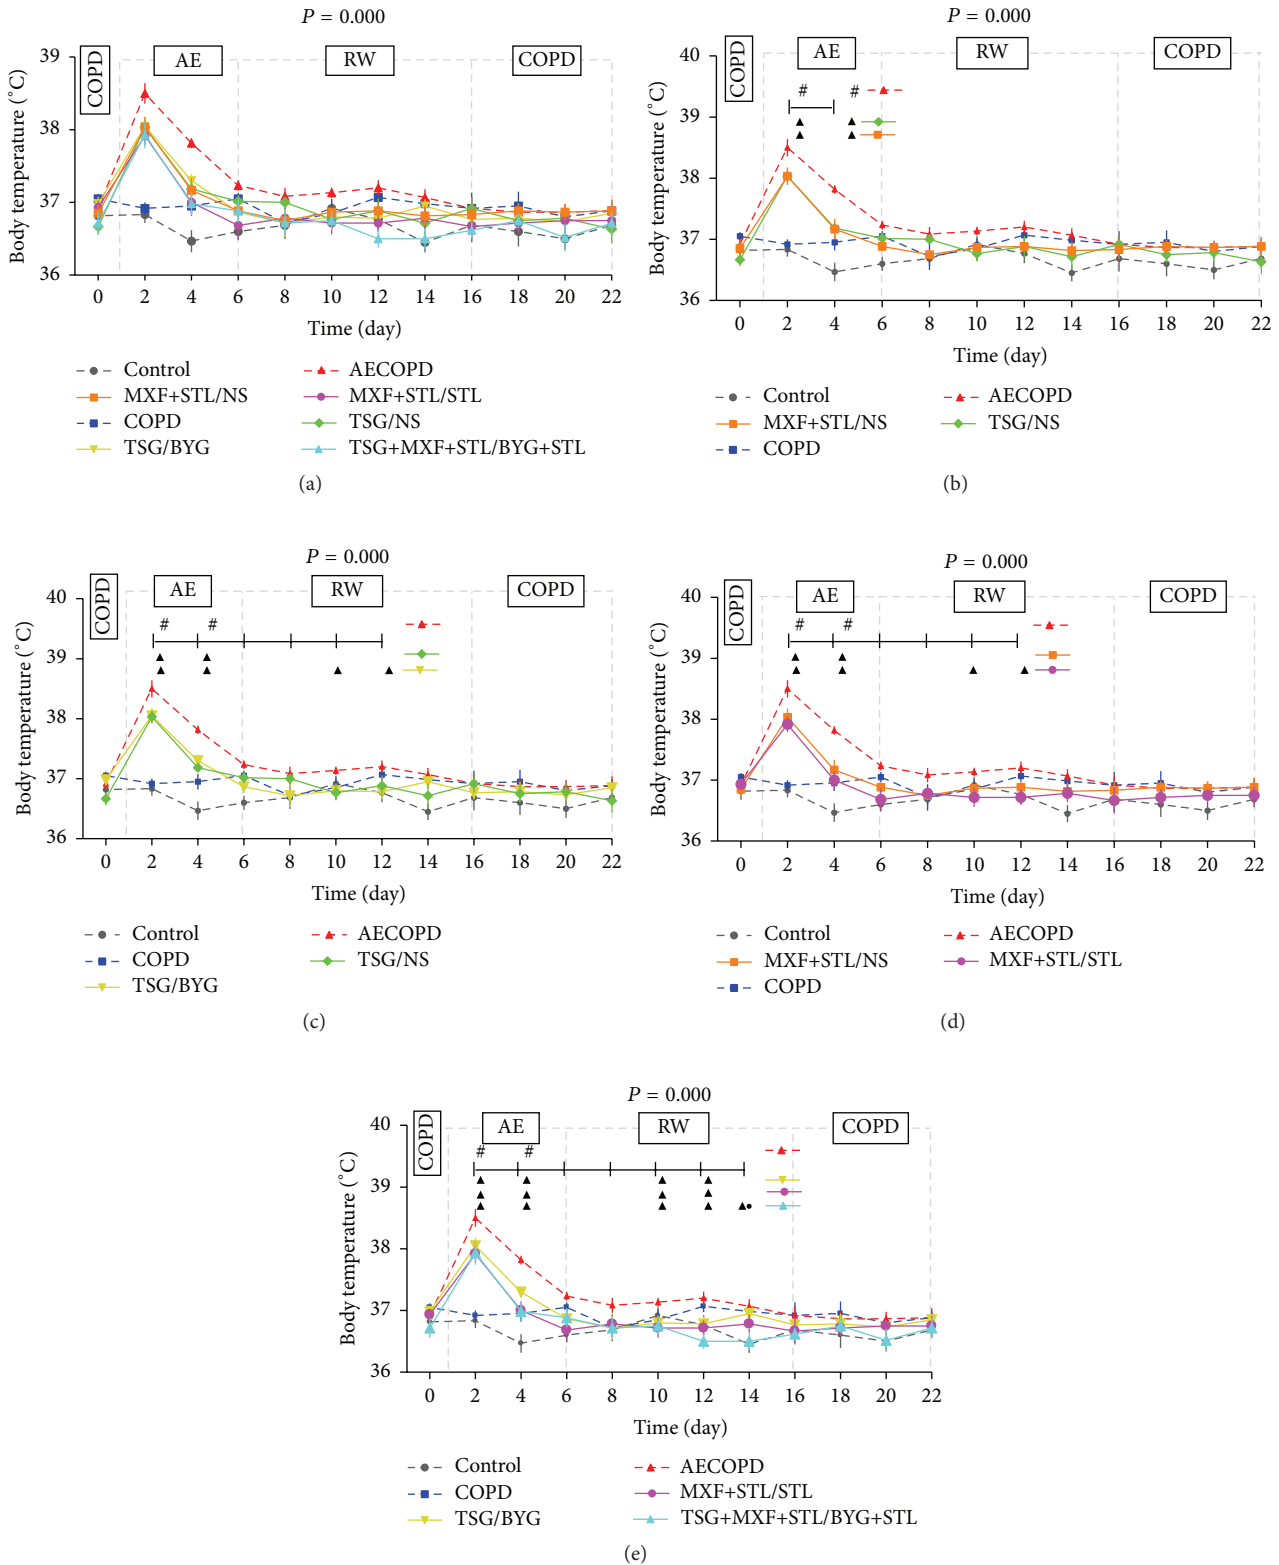 P = 0.000
COPD
AE
RW
COPD
39
38
37
36
Body temperature (°C)
0 2 4 6 8 10 12 14 16 18 20 22
Time (day)
Control
AECOPD
MXF+STL/NS
MXF+STL/STL
COPD
TSG/NS
TSG/BYG
TSG+MXF+STL/BYG+STL
(a)
P = 0.000
COPD
AE
RW
COPD
# #
40
39
38
37
36
Body temperature (°C)
0 2 4 6 8 10 12 14 16 18 20 22
Time (day)
Control
AECOPD
MXF+STL/NS
TSG/NS
COPD
(b)
P = 0.000
COPD
AE
RW
COPD
# #
40
39
38
37
36
Body temperature (°C)
0 2 4 6 8 10 12 14 16 18 20 22
Time (day)
Control
AECOPD
COPD
TSG/NS
TSG/BYG
(c)
P = 0.000
COPD
AE
RW
COPD
# #
40
39
38
37
36
Body temperature (°C)
0 2 4 6 8 10 12 14 16 18 20 22
Time (day)
Control
AECOPD
MXF+STL/NS
MXF+STL/STL
COPD
(d)
P = 0.000
COPD
AE
RW
COPD
# #
40
39
38
37
36
Body temperature (°C)
0 2 4 6 8 10 12 14 16 18 20 22
Time (day)
Control
AECOPD
COPD
MXF+STL/STL
TSG/BYG
TSG+MXF+STL/BYG+STL
(e)